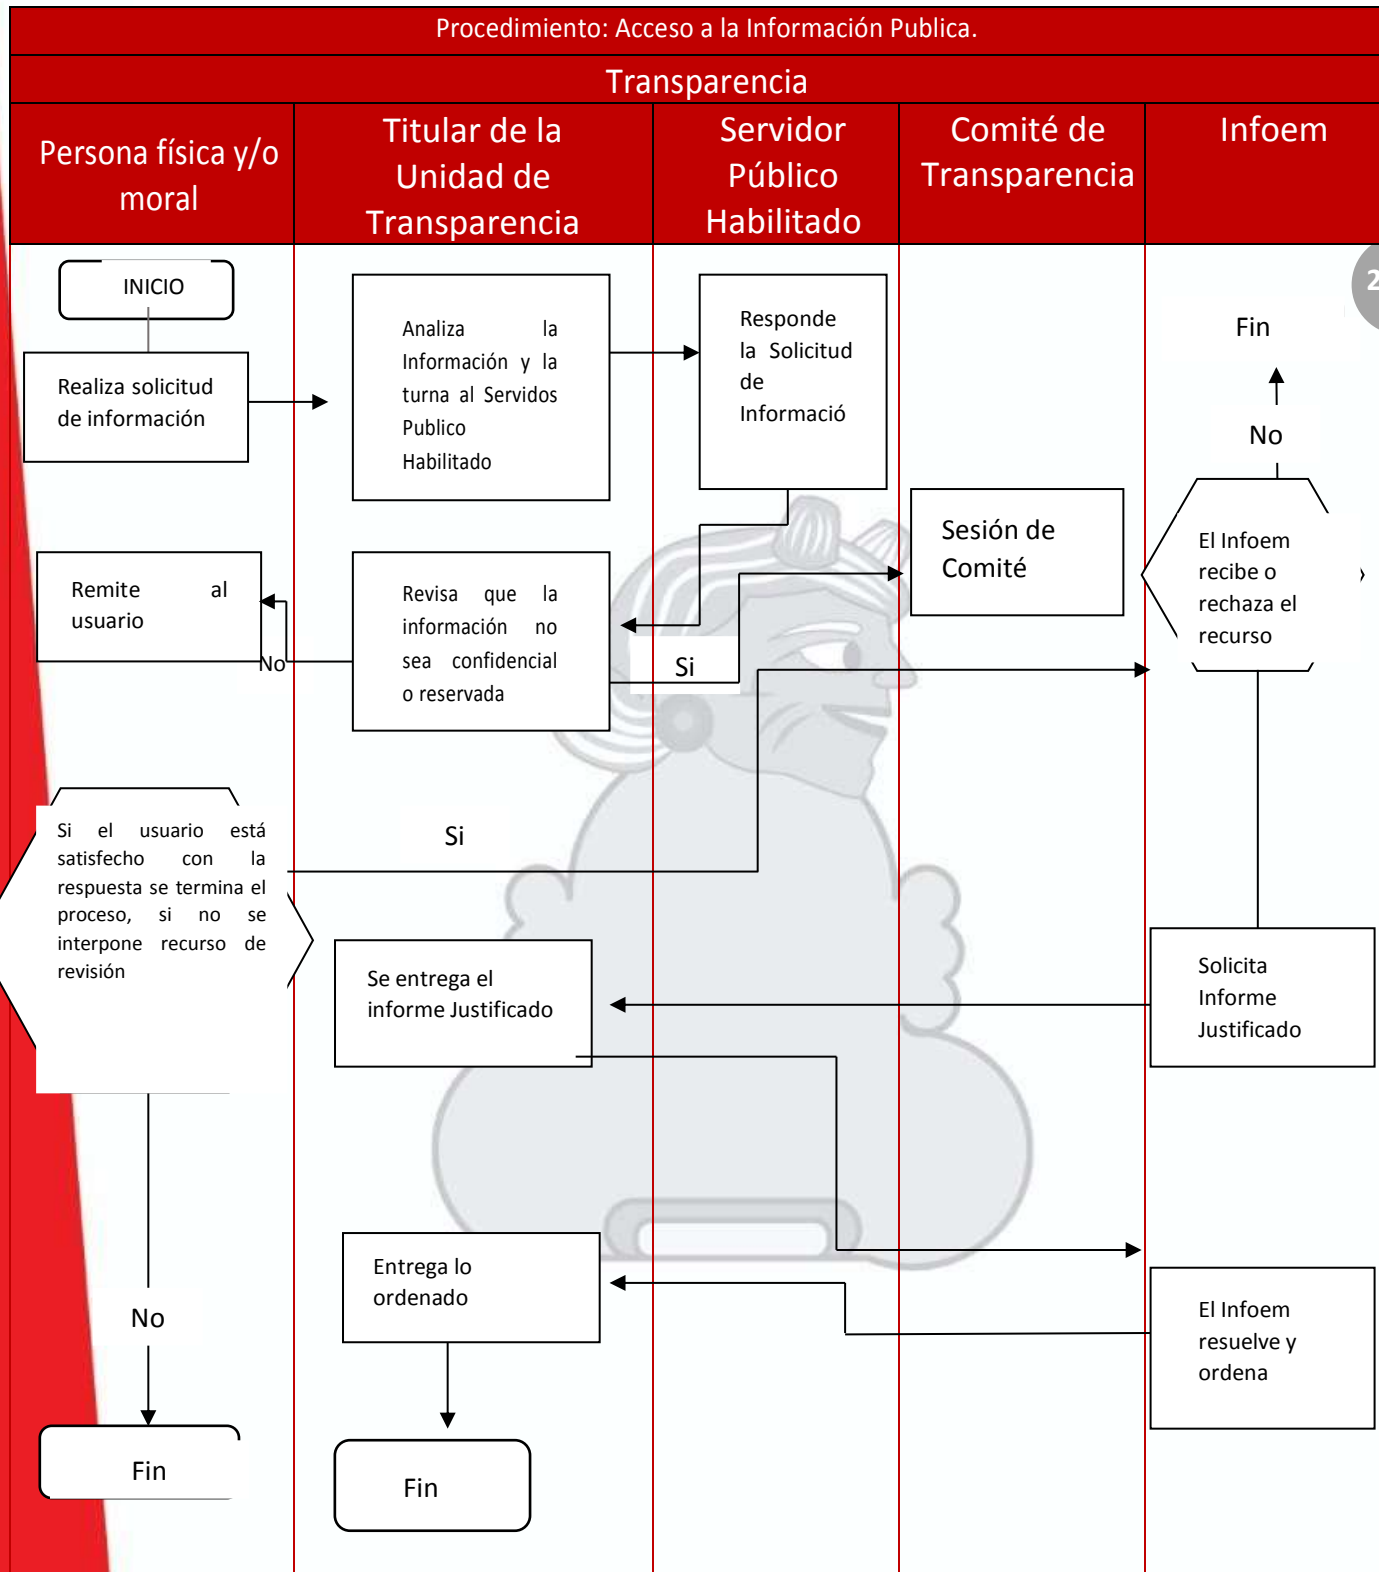 Procedimiento: Acceso a la Información Publica.
Transparencia
Persona física y/o
moral
Titular de la
Unidad de
Transparencia
Servidor
Público
Habilitado
Comité de
Transparencia
Infoem
INICIO
Realiza solicitud
de información
Analiza la
Información y la
turna al Servidos
Publico
Habilitado
Responde
la Solicitud
de
Informació
2
Fin
No
Remite al
usuario
No
Revisa que la
información no
sea confidencial
o reservada
Si
Sesión de
Comité
El Infoem
recibe o
rechaza el
recurso
Si el usuario está
satisfecho con la
respuesta se termina el
proceso, si no se
interpone recurso de
revisión
Si
Se entrega el
informe Justificado
Solicita
Informe
Justificado
Entrega lo
ordenado
El Infoem
resuelve y
ordena
No
Fin
Fin